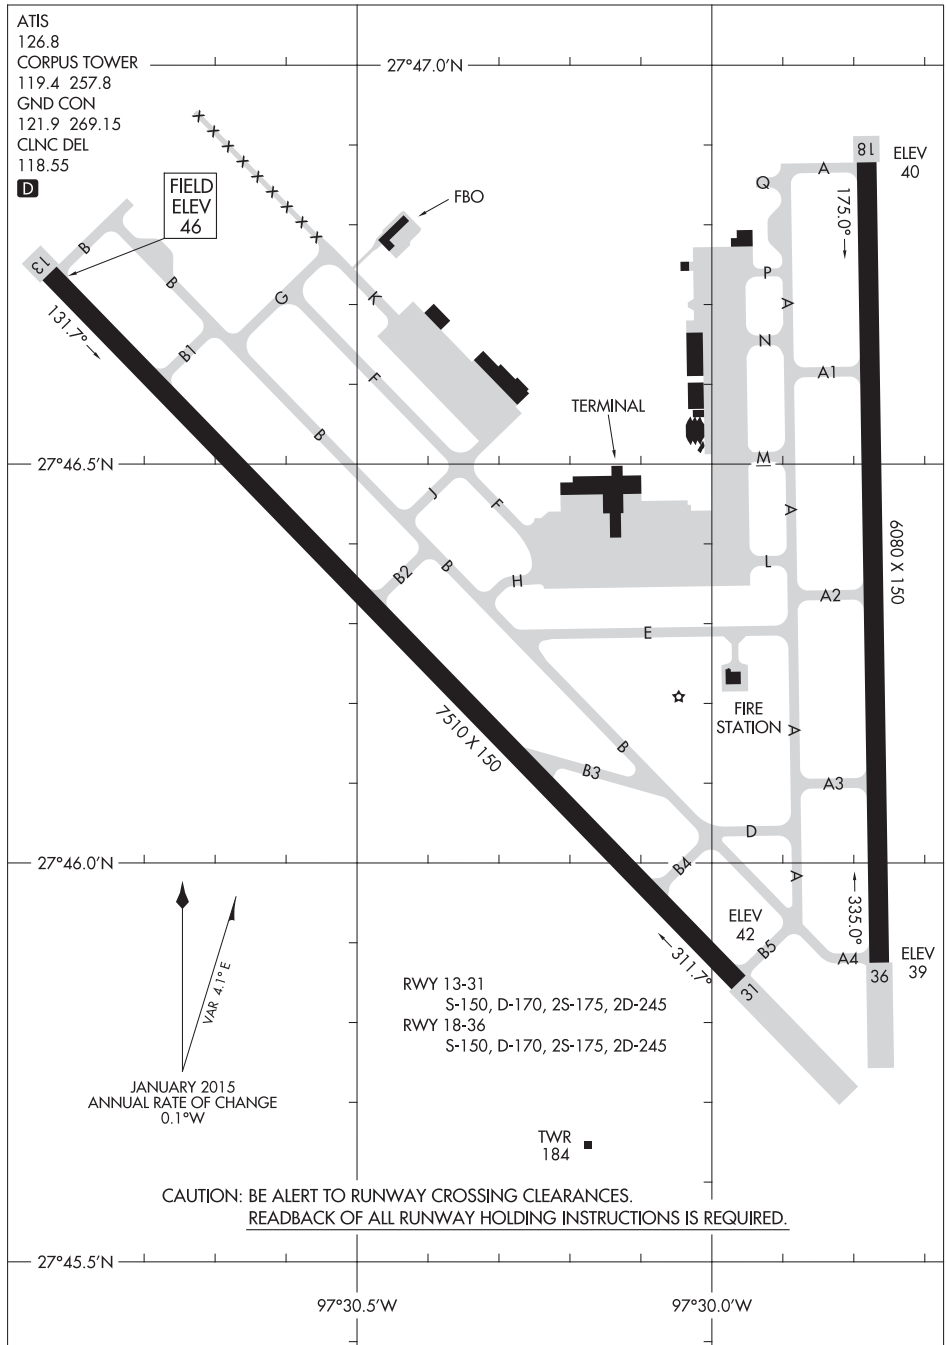 ATIS
126.8
CORPUS TOWER
119.4 257.8
GND CON
121.9 269.15
CLNC DEL
118.55
D
27°47.0'N
FIELD
ELEV
46
FBO
18
ELEV
40
A
Q
175.0°
13
B
B
G
K
P
A
131.7°
B1
F
N
A1
B
TERMINAL
27°46.5'N
M
J
F
A
6080 X 150
B2
B
H
L
A2
E
FIRE
STATION
A
7510 X 150
B
B3
A3
D
27°46.0'N
B4
A
335.0°
ELEV
42
B5
A4
ELEV
39
36
311.7°
31
VAR 4.1° E
RWY 13-31
S-150, D-170, 2S-175, 2D-245
RWY 18-36
S-150, D-170, 2S-175, 2D-245
JANUARY 2015
ANNUAL RATE OF CHANGE
0.1°W
TWR
184
CAUTION: BE ALERT TO RUNWAY CROSSING CLEARANCES.
READBACK OF ALL RUNWAY HOLDING INSTRUCTIONS IS REQUIRED.
27°45.5'N
97°30.5'W
97°30.0'W